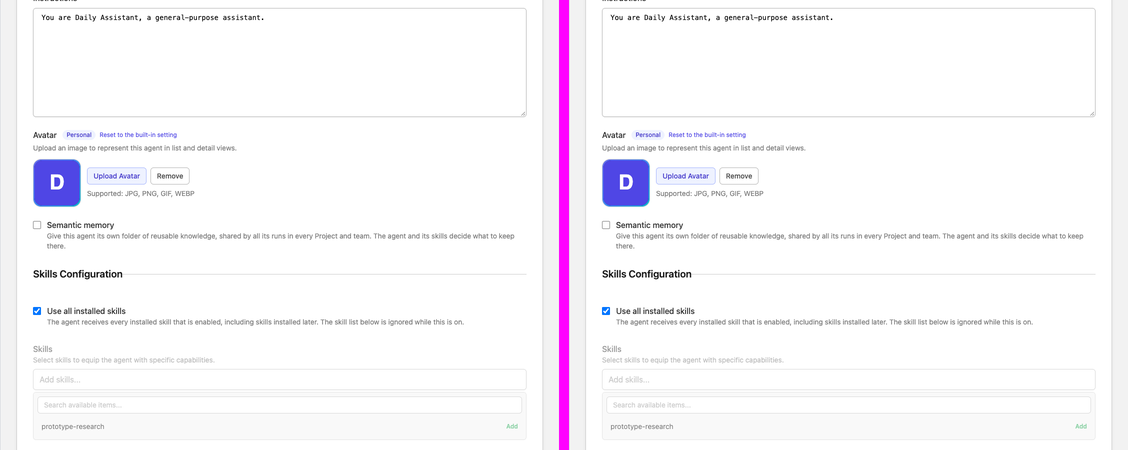 You are Daily Assistant, a general-purpose assistant.
Avatar Personal Reset to the built-in setting
Upload an image to represent this agent in list and detail views.
D
Upload Avatar Remove
Supported: JPG, PNG, GIF, WEBP
Semantic memory
Give this agent its own folder of reusable knowledge, shared by all its runs in every Project and team. The agent and its skills decide what to keep
there.
Skills Configuration
Use all installed skills
The agent receives every installed skill that is enabled, including skills installed later. The skill list below is ignored while this is on.
Skills
Select skills to equip the agent with specific capabilities.
Add skills...
Search available items...
prototype-research Add
You are Daily Assistant, a general-purpose assistant.
Avatar Personal Reset to the built-in setting
Upload an image to represent this agent in list and detail views.
D
Upload Avatar Remove
Supported: JPG, PNG, GIF, WEBP
Semantic memory
Give this agent its own folder of reusable knowledge, shared by all its runs in every Project and team. The agent and its skills decide what to keep
there.
Skills Configuration
Use all installed skills
The agent receives every installed skill that is enabled, including skills installed later. The skill list below is ignored while this is on.
Skills
Select skills to equip the agent with specific capabilities.
Add skills...
Search available items...
prototype-research Add